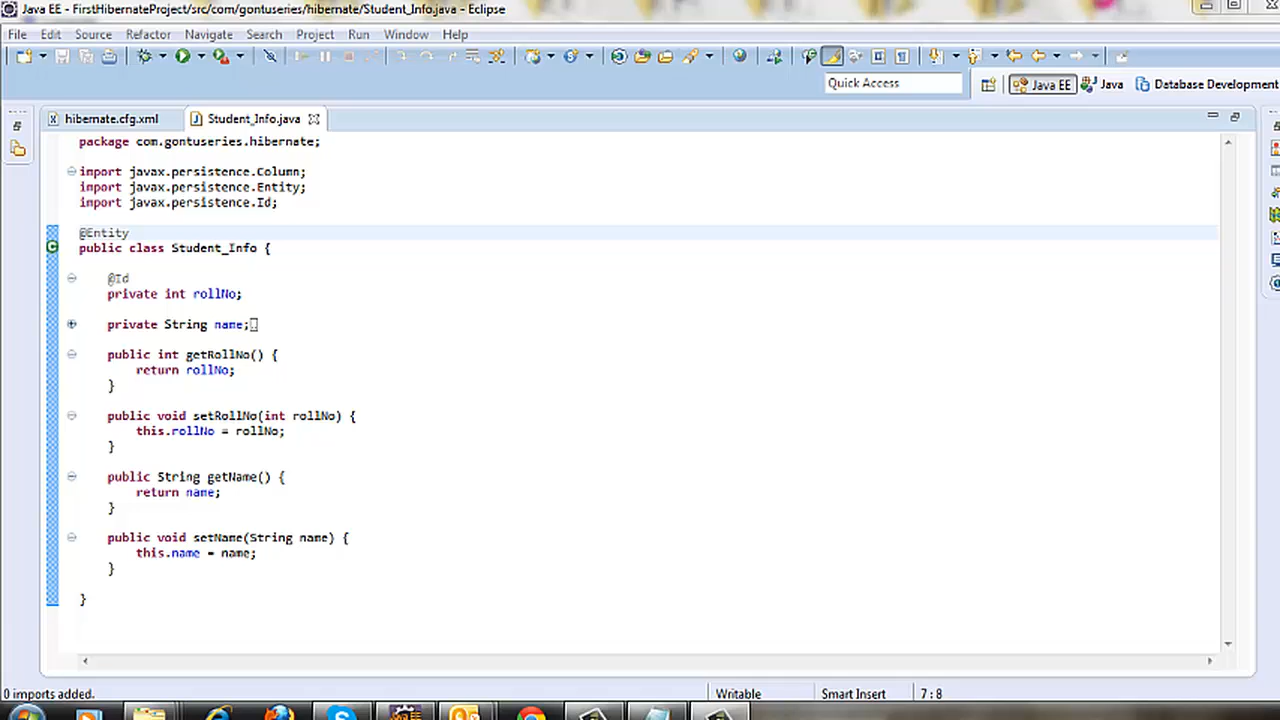 Java EE - FirstHibernateProject/src/com/gontuseries/hibernate/Student_Info.java - Eclipse
File Edit Source Refactor Navigate Search Project Run Window Help
Quick Access
Java EE Java Database Development
hibernate.cfg.xml Student_Info.java
package com.gontuseries.hibernate;
import javax.persistence.Column;
import javax.persistence.Entity;
import javax.persistence.Id;
@Entity
public class Student_Info {
@Id
private int rollNo;
private String name;
public int getRollNo() {
return rollNo;
}
public void setRollNo(int rollNo) {
this.rollNo = rollNo;
}
public String getName() {
return name;
}
public void setName(String name) {
this.name = name;
}
}
0 imports added. Writable Smart Insert 7 : 8